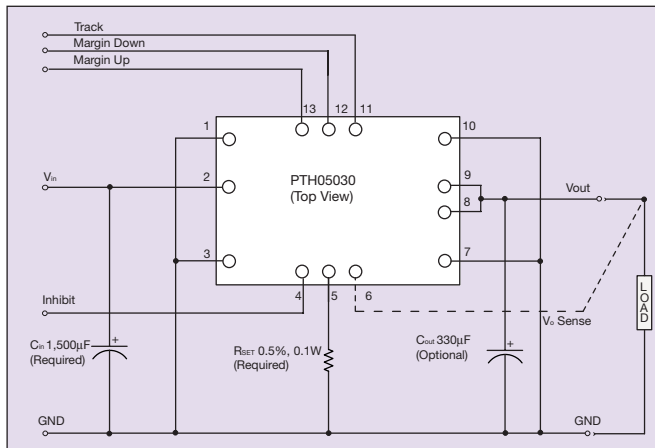 Track
Margin Down
Margin Up
13 12 11
1
10
Vin
2
PTH05030
(Top View)
9
8
Vout
3
7
4 5 6
Inhibit
Vo Sense
LOAD
+
Cin 1,500µF
(Required)
RSET 0.5%, 0.1W
(Required)
+
Cout 330µF
(Optional)
GND
GND